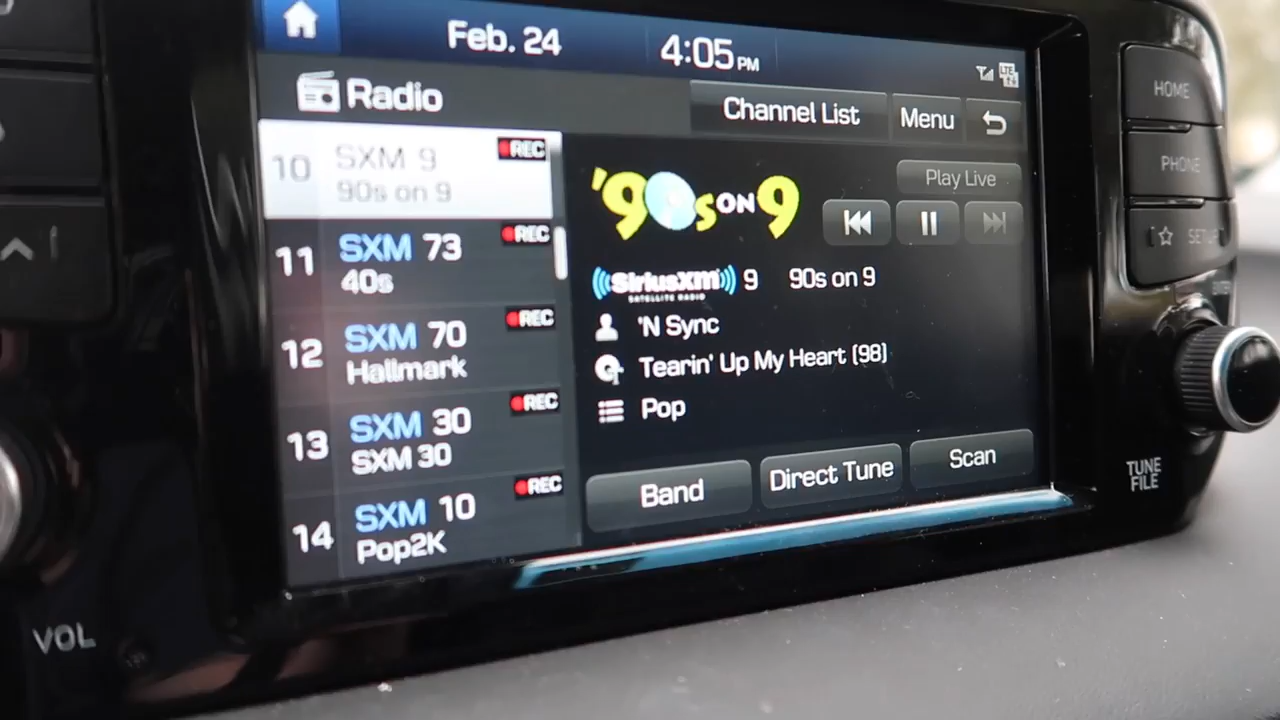 Feb. 24
4:05 PM
LTE
Radio
Channel List
Menu
10
SXM 9
REC
90s on 9
11
SXM 73
REC
40s
12
SXM 70
REC
Hallmark
13
SXM 30
REC
SXM 30
14
SXM 10
REC
Pop2K
'90s ON 9
Play Live
SiriusXM
SATELLITE RADIO
9
90s on 9
'N Sync
Tearin' Up My Heart (98)
Pop
Band
Direct Tune
Scan
HOME
PHONE
SETUP
TUNE
FILE
VOL